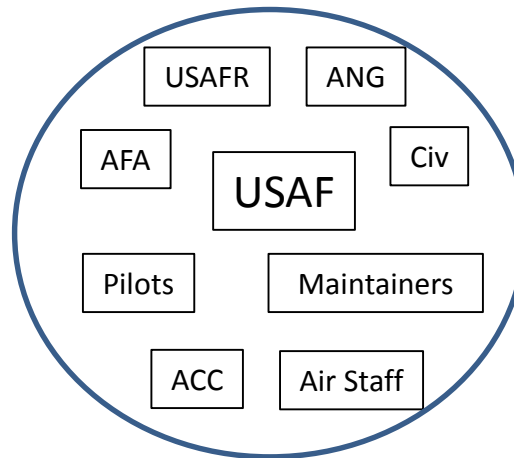 USAFR
ANG
AFA
Civ
USAF
Pilots
Maintainers
ACC
Air Staff